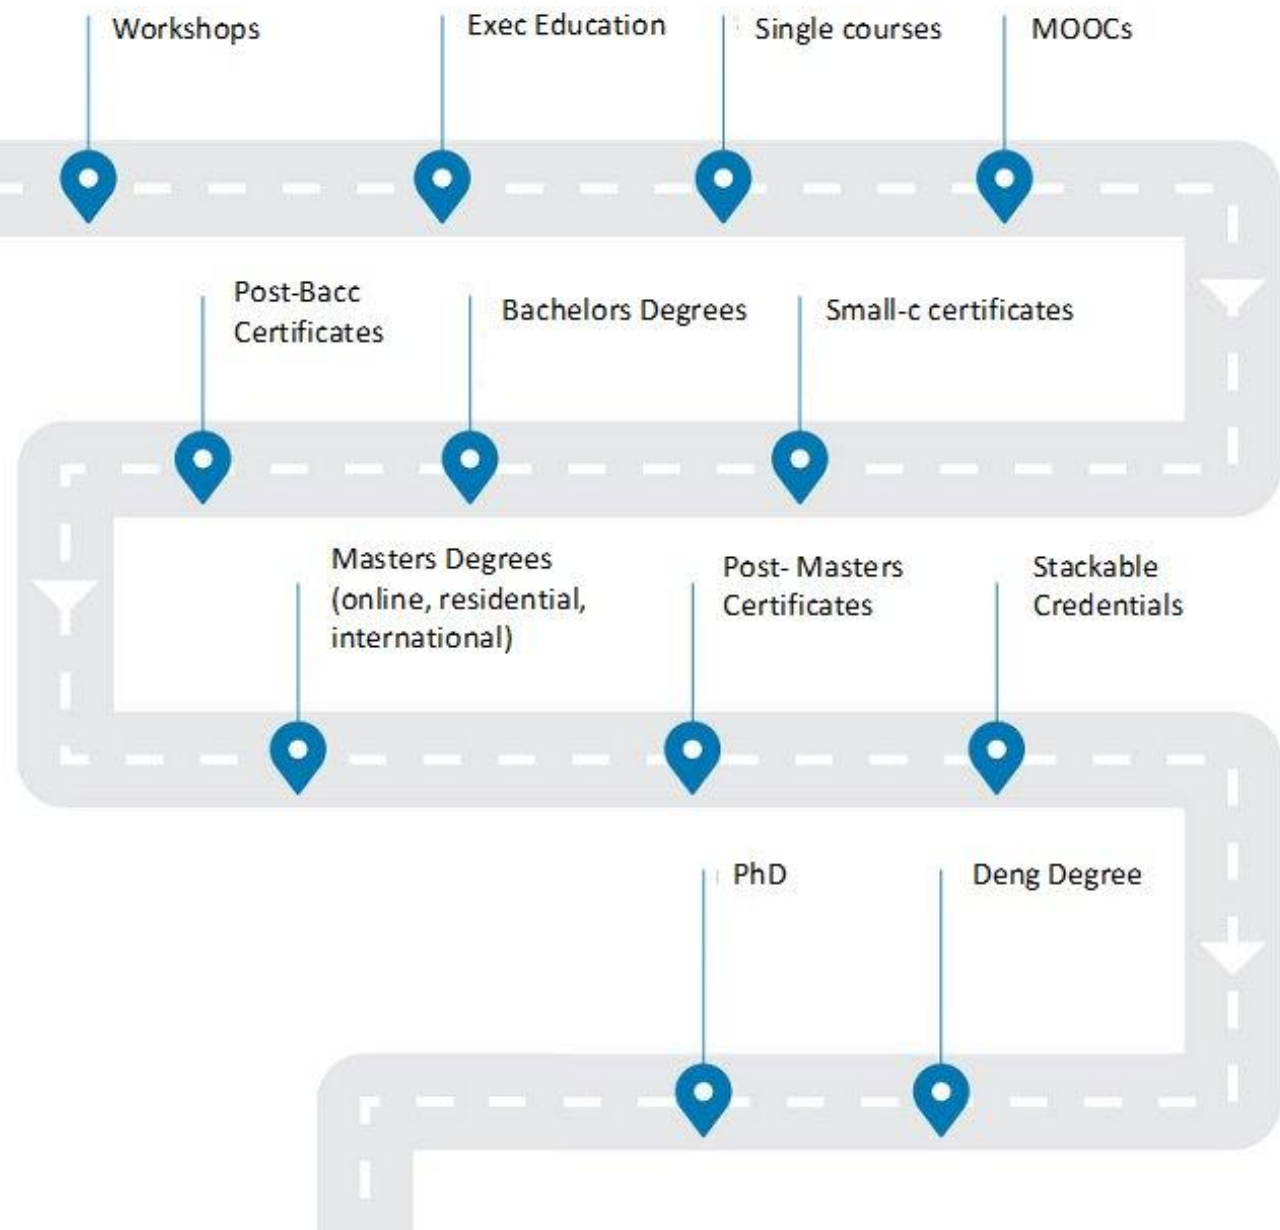 Workshops
Exec Education
Single courses
MOOCs
Post-Bacc
Certificates
Bachelors Degrees
Small-c certificates
Masters Degrees
(online, residential,
international)
Post- Masters
Certificates
Stackable
Credentials
PhD
Deng Degree